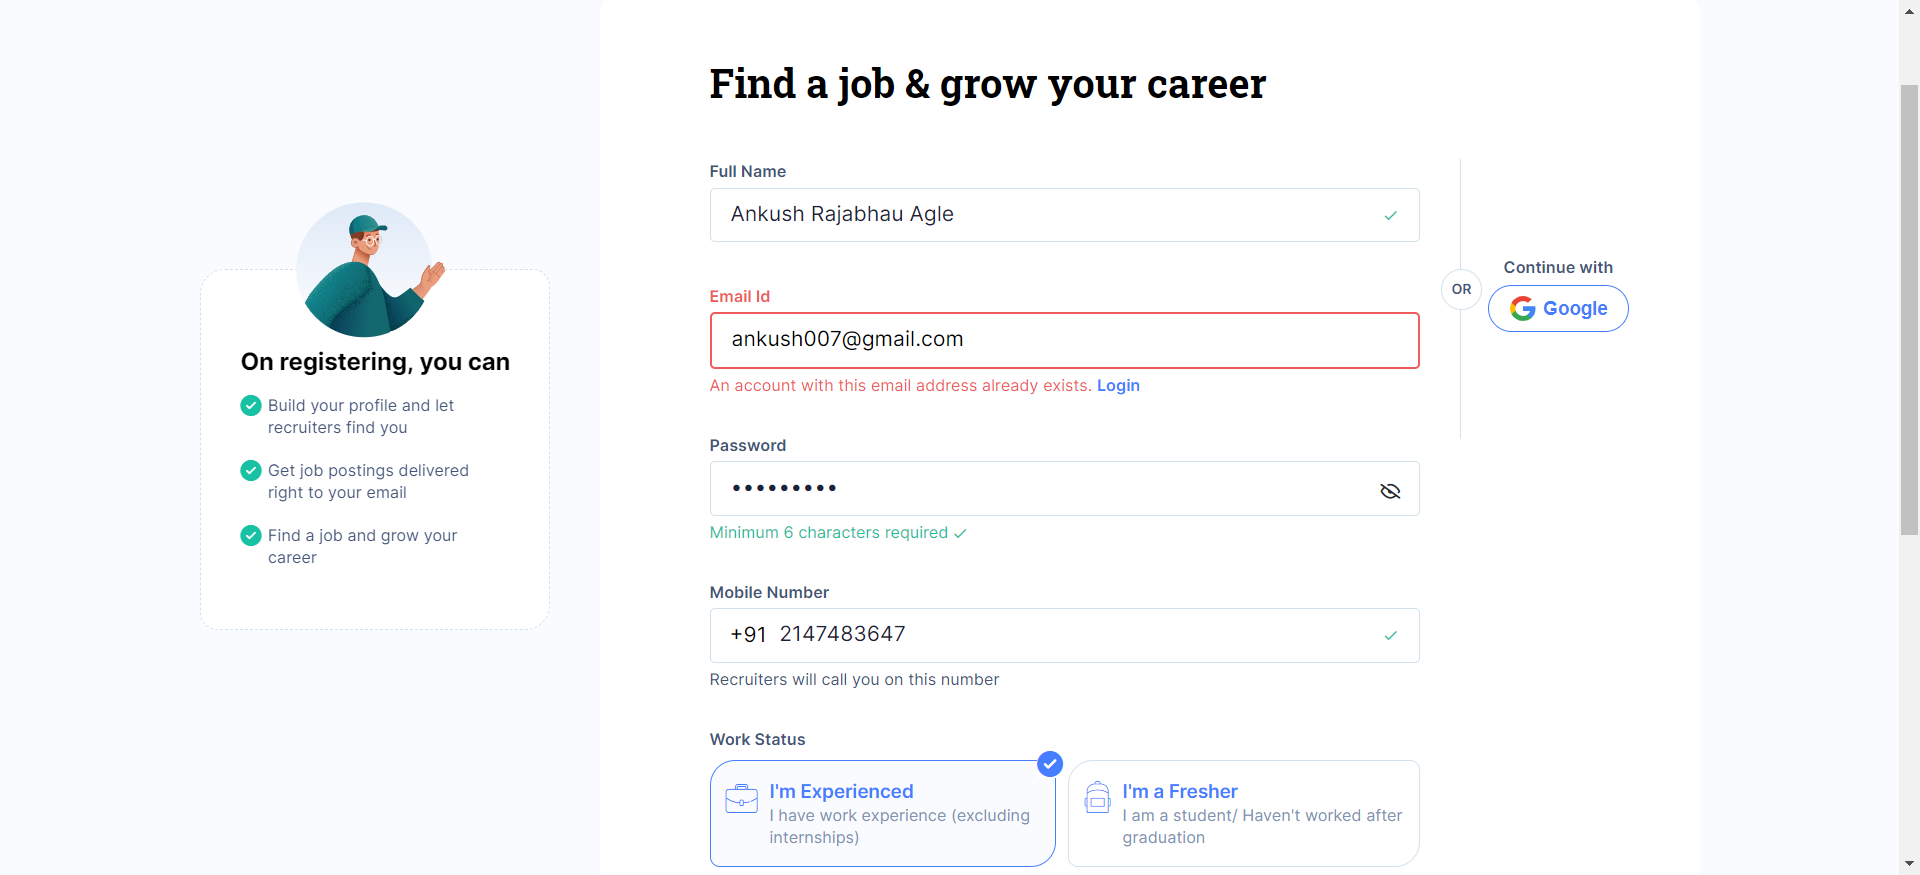 Find a job & grow your career
Full Name
Ankush Rajabhau Agle
Email Id
ankush007@gmail.com
An account with this email address already exists. Login
Password
•••••••••
Minimum 6 characters required
Mobile Number
+91 2147483647
Recruiters will call you on this number
Work Status
I'm Experienced
I have work experience (excluding
internships)
I'm a Fresher
I am a student/ Haven't worked after
graduation
OR
Continue with
Google
On registering, you can
Build your profile and let
recruiters find you
Get job postings delivered
right to your email
Find a job and grow your
career